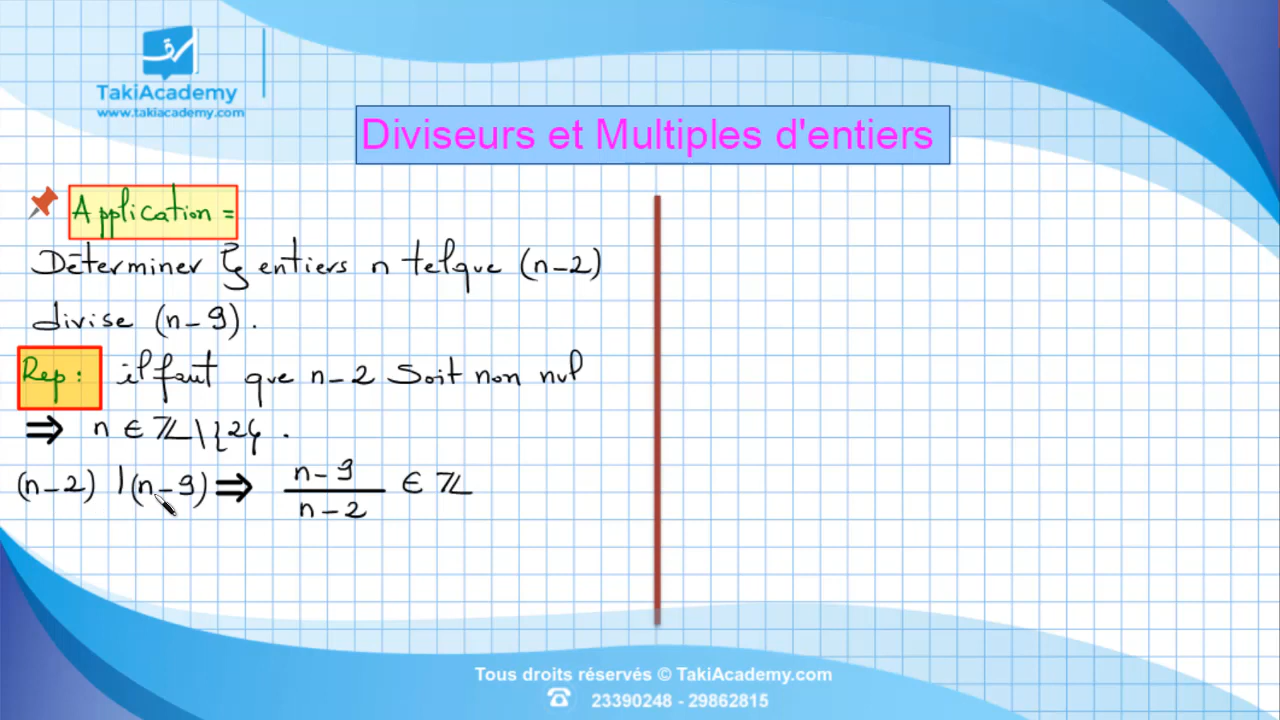 TakiAcademy
www.takiacademy.com
Diviseurs et Multiples d'entiers
Application =
Déterminer ξ entiers n telque (n-2)
divise (n-9).
Rep: il faut que n-2 Soit non nul
⇒ n ∈ ℤ\{2}.
(n-2) |(n-9) ⇒ n-9 / n-2 ∈ ℤ
Tous droits réservés © TakiAcademy.com
23390248 - 29862815